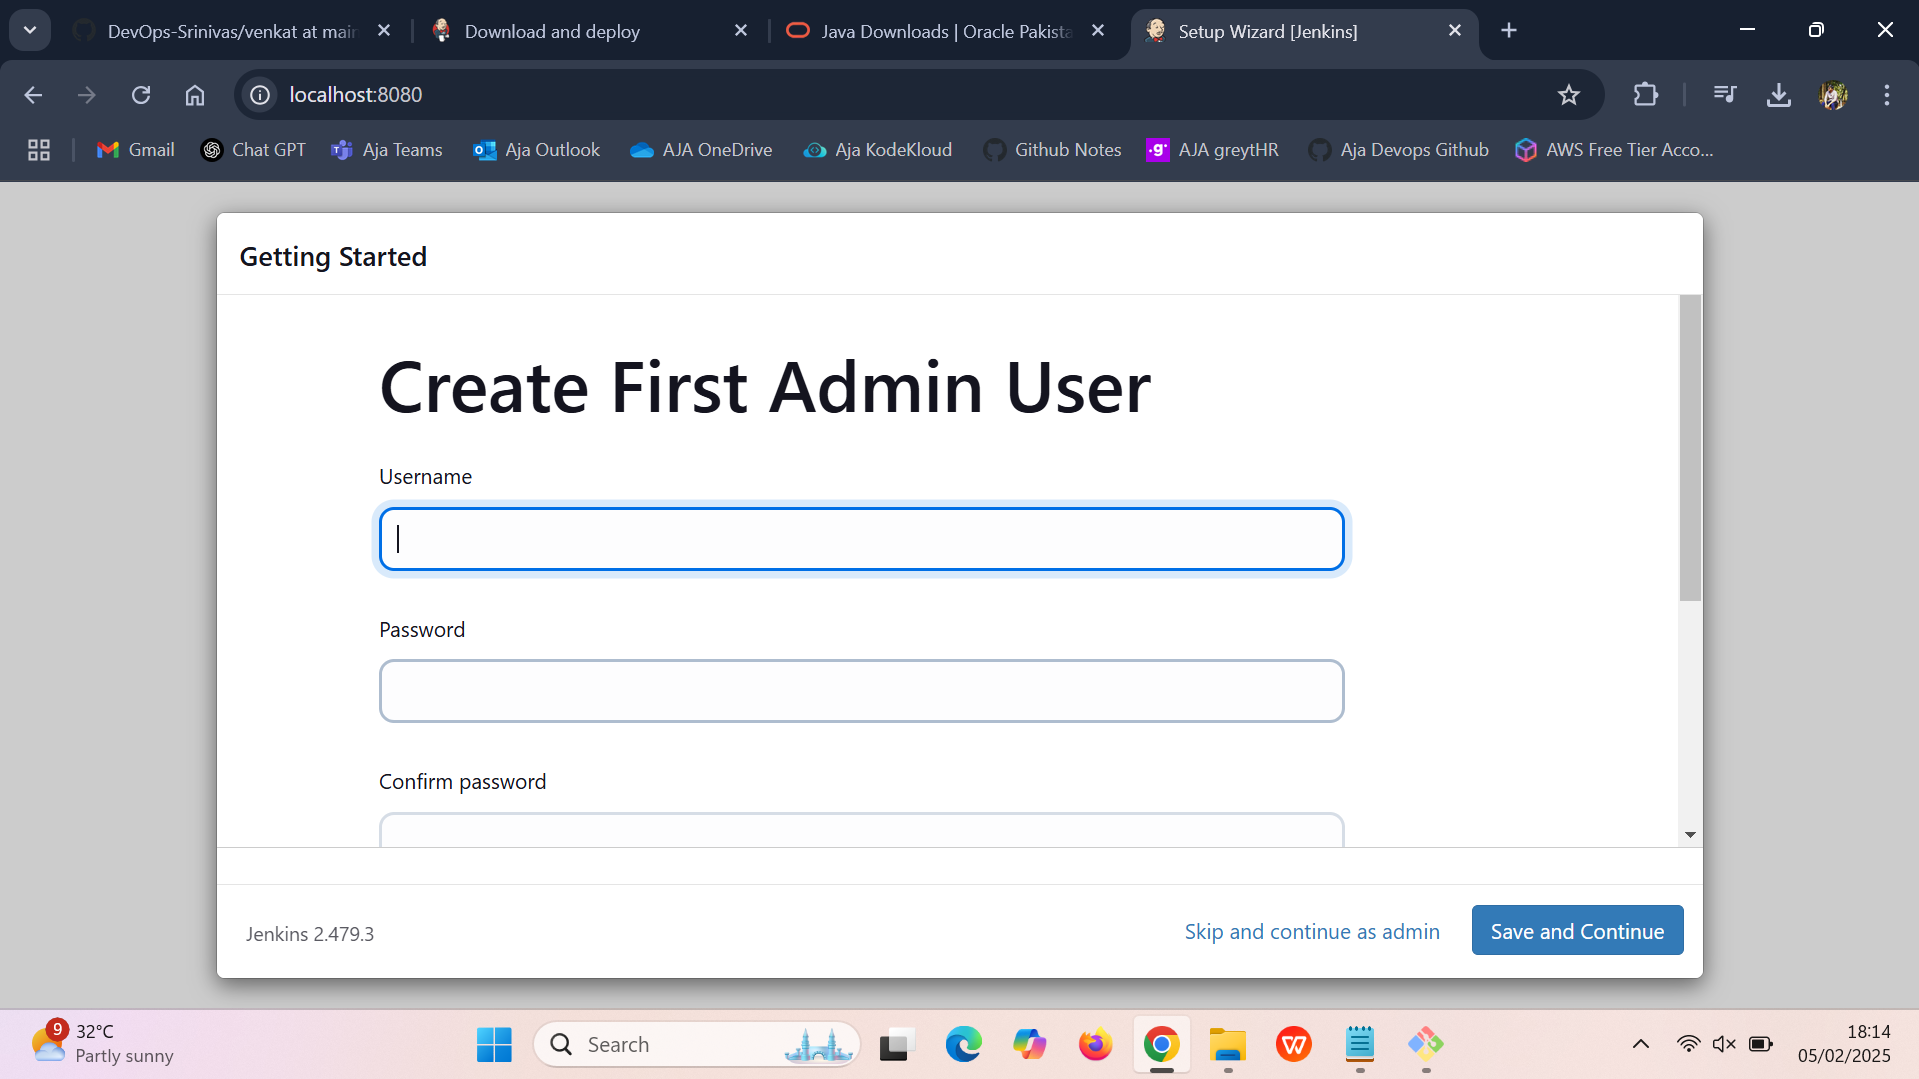 DevOps-Srinivas/venkat at main
Download and deploy
Java Downloads | Oracle Pakista
Setup Wizard [Jenkins]
localhost:8080
Gmail
Chat GPT
Aja Teams
Aja Outlook
AJA OneDrive
Aja KodeKloud
Github Notes
.g'
AJA greytHR
Aja Devops Github
AWS Free Tier Acco...
Getting Started
Create First Admin User
Username
Password
Confirm password
Jenkins 2.479.3
Skip and continue as admin
Save and Continue
9
32°C
Partly sunny
Search
18:14
05/02/2025